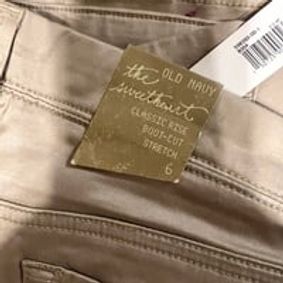 OLD NAVY
the
sweetheart
CLASSIC RISE
BOOT-CUT
STRETCH
6